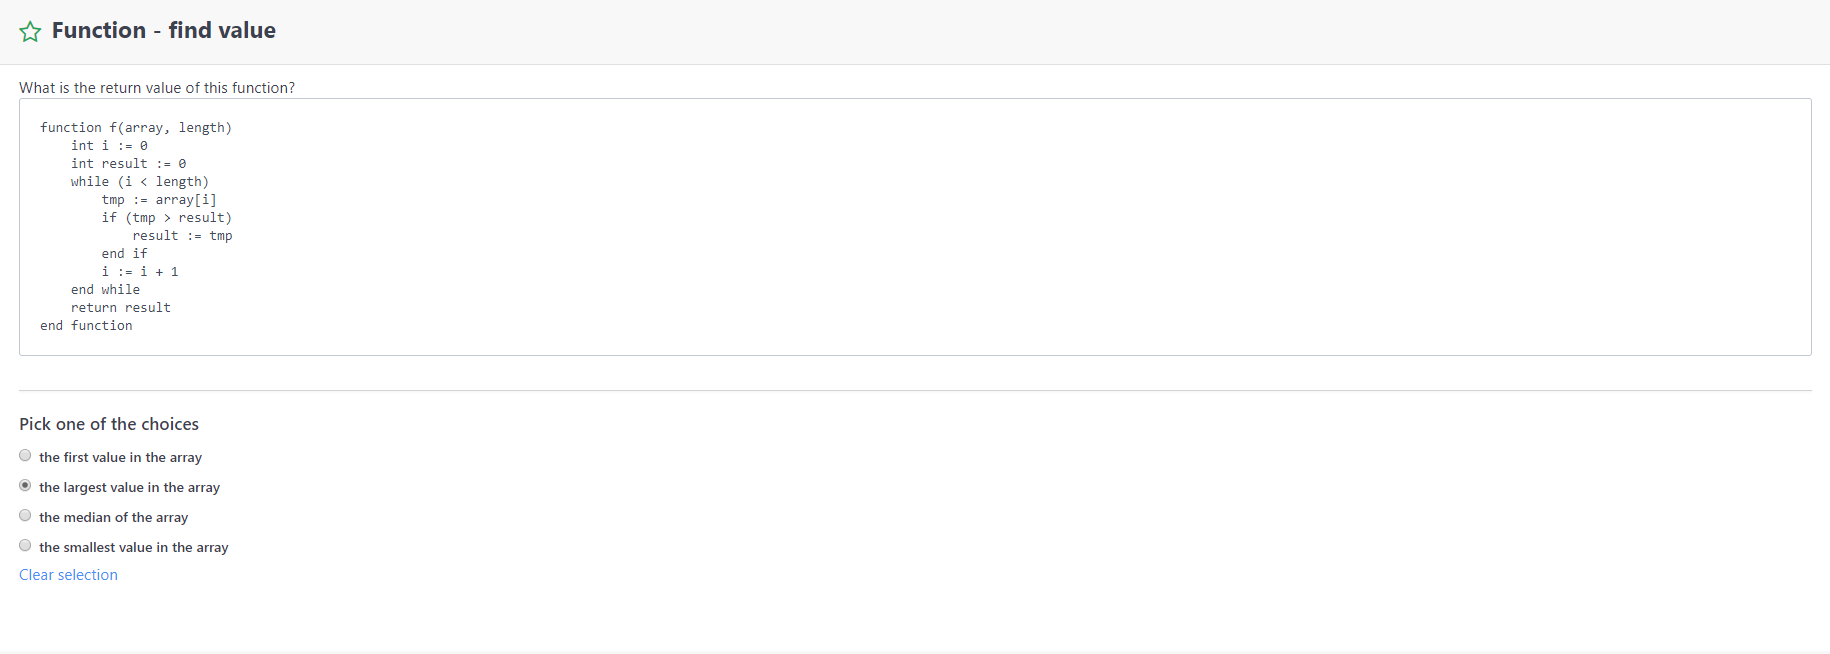 Function - find value
What is the return value of this function?
function f(array, length)
    int i := 0
    int result := 0
    while (i < length)
        tmp := array[i]
        if (tmp > result)
            result := tmp
        end if
        i := i + 1
    end while
    return result
end function
Pick one of the choices
the first value in the array
the largest value in the array
the median of the array
the smallest value in the array
Clear selection